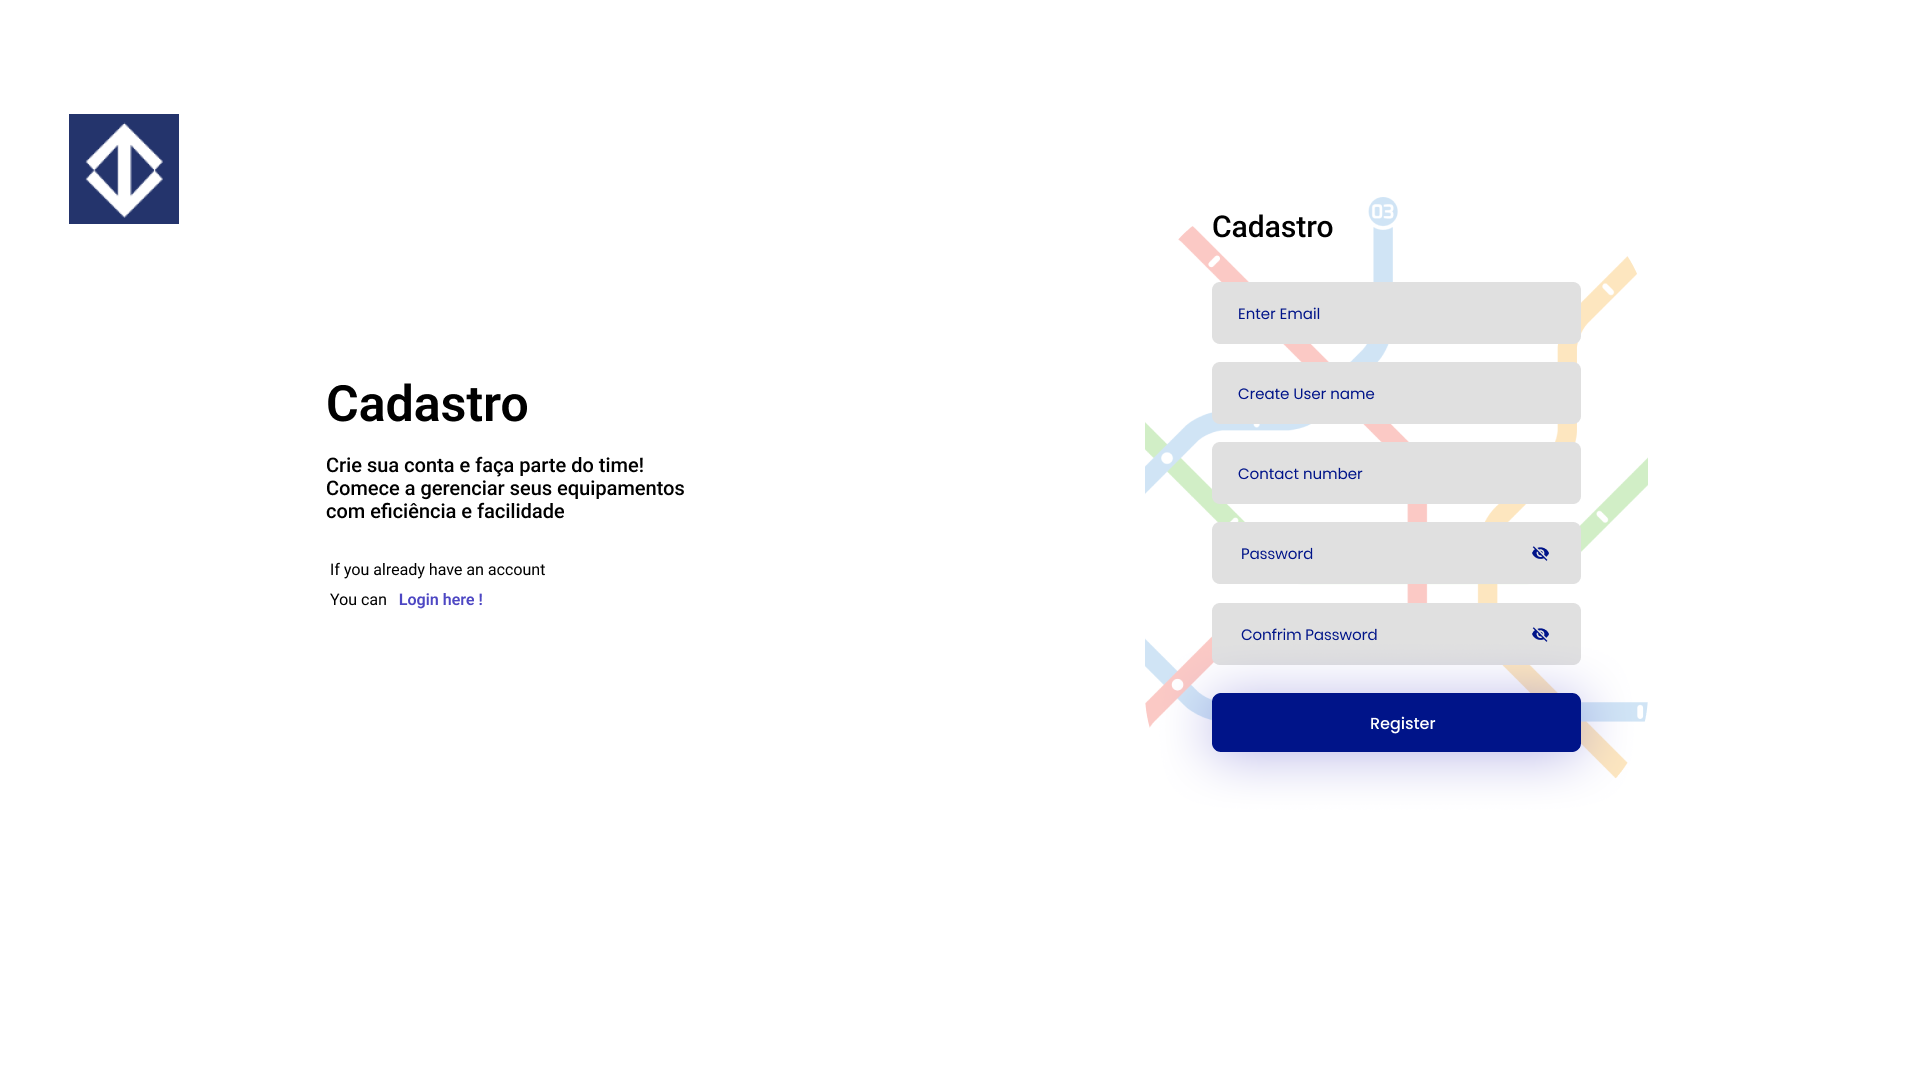 Cadastro
Crie sua conta e faça parte do time!
Comece a gerenciar seus equipamentos
com eficiência e facilidade
If you already have an account
You can Login here !
03
Cadastro
Enter Email
Create User name
Contact number
Password
Confrim Password
Register